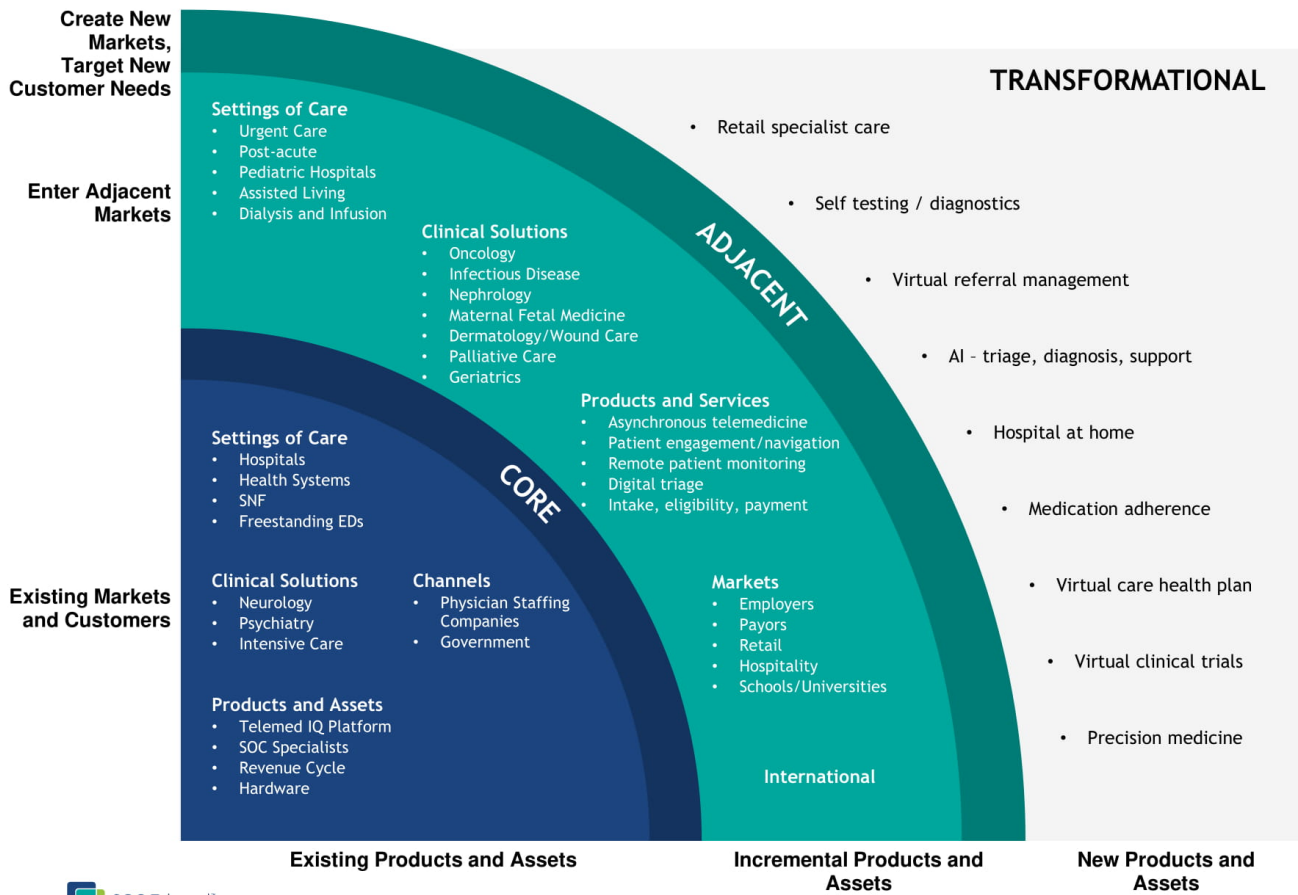 Create New
Markets,
Target New
Customer Needs
TRANSFORMATIONAL
Settings of Care
• Urgent Care
• Post-acute
• Pediatric Hospitals
• Assisted Living
• Dialysis and Infusion
• Retail specialist care
Enter Adjacent
Markets
• Self testing / diagnostics
Clinical Solutions
• Oncology
• Infectious Disease
• Nephrology
• Maternal Fetal Medicine
• Dermatology/Wound Care
• Palliative Care
• Geriatrics
ADJACENT
• Virtual referral management
• AI – triage, diagnosis, support
Products and Services
• Asynchronous telemedicine
• Patient engagement/navigation
• Remote patient monitoring
• Digital triage
• Intake, eligibility, payment
• Hospital at home
Settings of Care
• Hospitals
• Health Systems
• SNF
• Freestanding EDs
CORE
• Medication adherence
Existing Markets
and Customers
Clinical Solutions
• Neurology
• Psychiatry
• Intensive Care
Channels
• Physician Staffing
Companies
• Government
Markets
• Employers
• Payors
• Retail
• Hospitality
• Schools/Universities
• Virtual care health plan
• Virtual clinical trials
Products and Assets
• Telemed IQ Platform
• SOC Specialists
• Revenue Cycle
• Hardware
• Precision medicine
International
Existing Products and Assets
Incremental Products and
Assets
New Products and
Assets